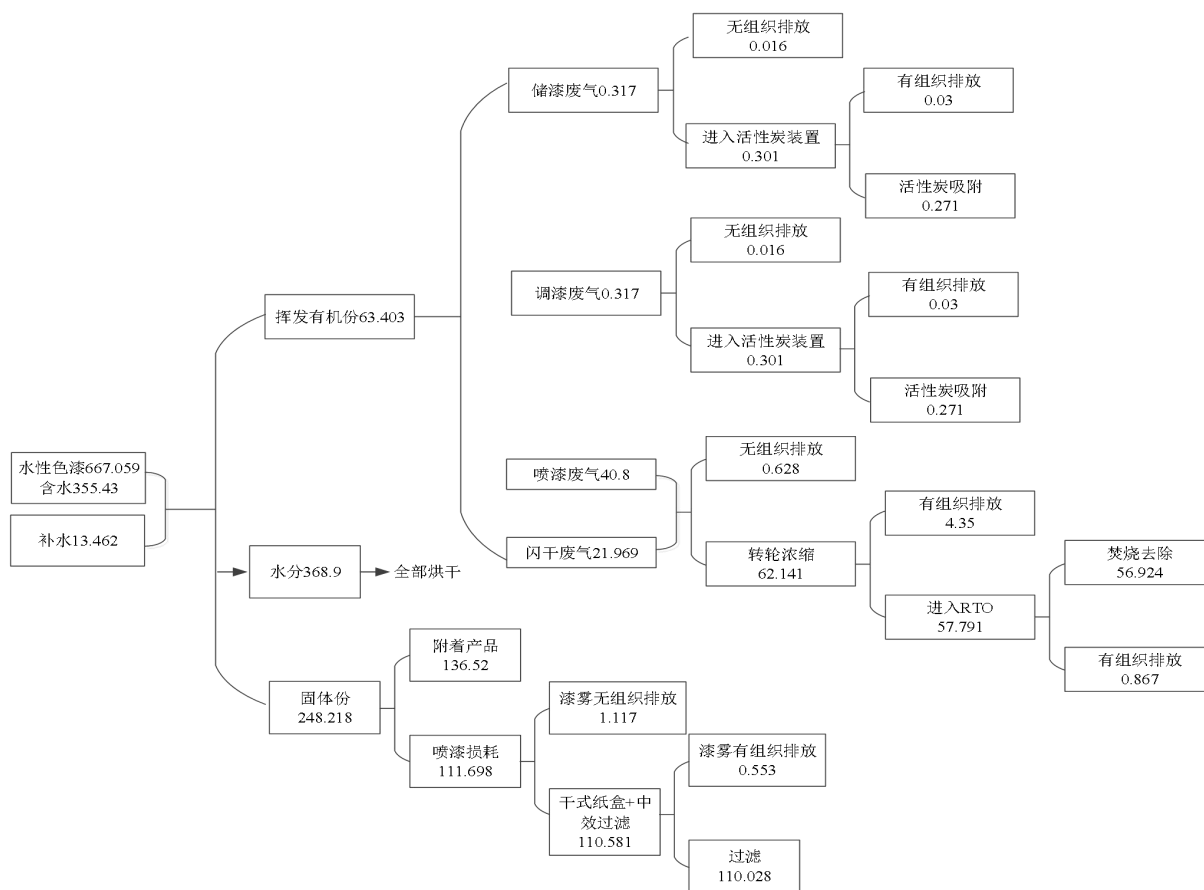 无组织排放
0.016
储漆废气0.317
有组织排放
0.03
进入活性炭装置
0.301
活性炭吸附
0.271
无组织排放
0.016
调漆废气0.317
有组织排放
0.03
挥发有机份63.403
进入活性炭装置
0.301
活性炭吸附
0.271
水性色漆667.059
含水355.43
补水13.462
无组织排放
0.628
喷漆废气40.8
有组织排放
4.35
闪干废气21.969
转轮浓缩
62.141
焚烧去除
56.924
进入RTO
57.791
有组织排放
0.867
水分368.9
全部烘干
附着产品
136.52
固体份
248.218
漆雾无组织排放
1.117
喷漆损耗
111.698
漆雾有组织排放
0.553
干式纸盒+中
效过滤
110.581
过滤
110.028